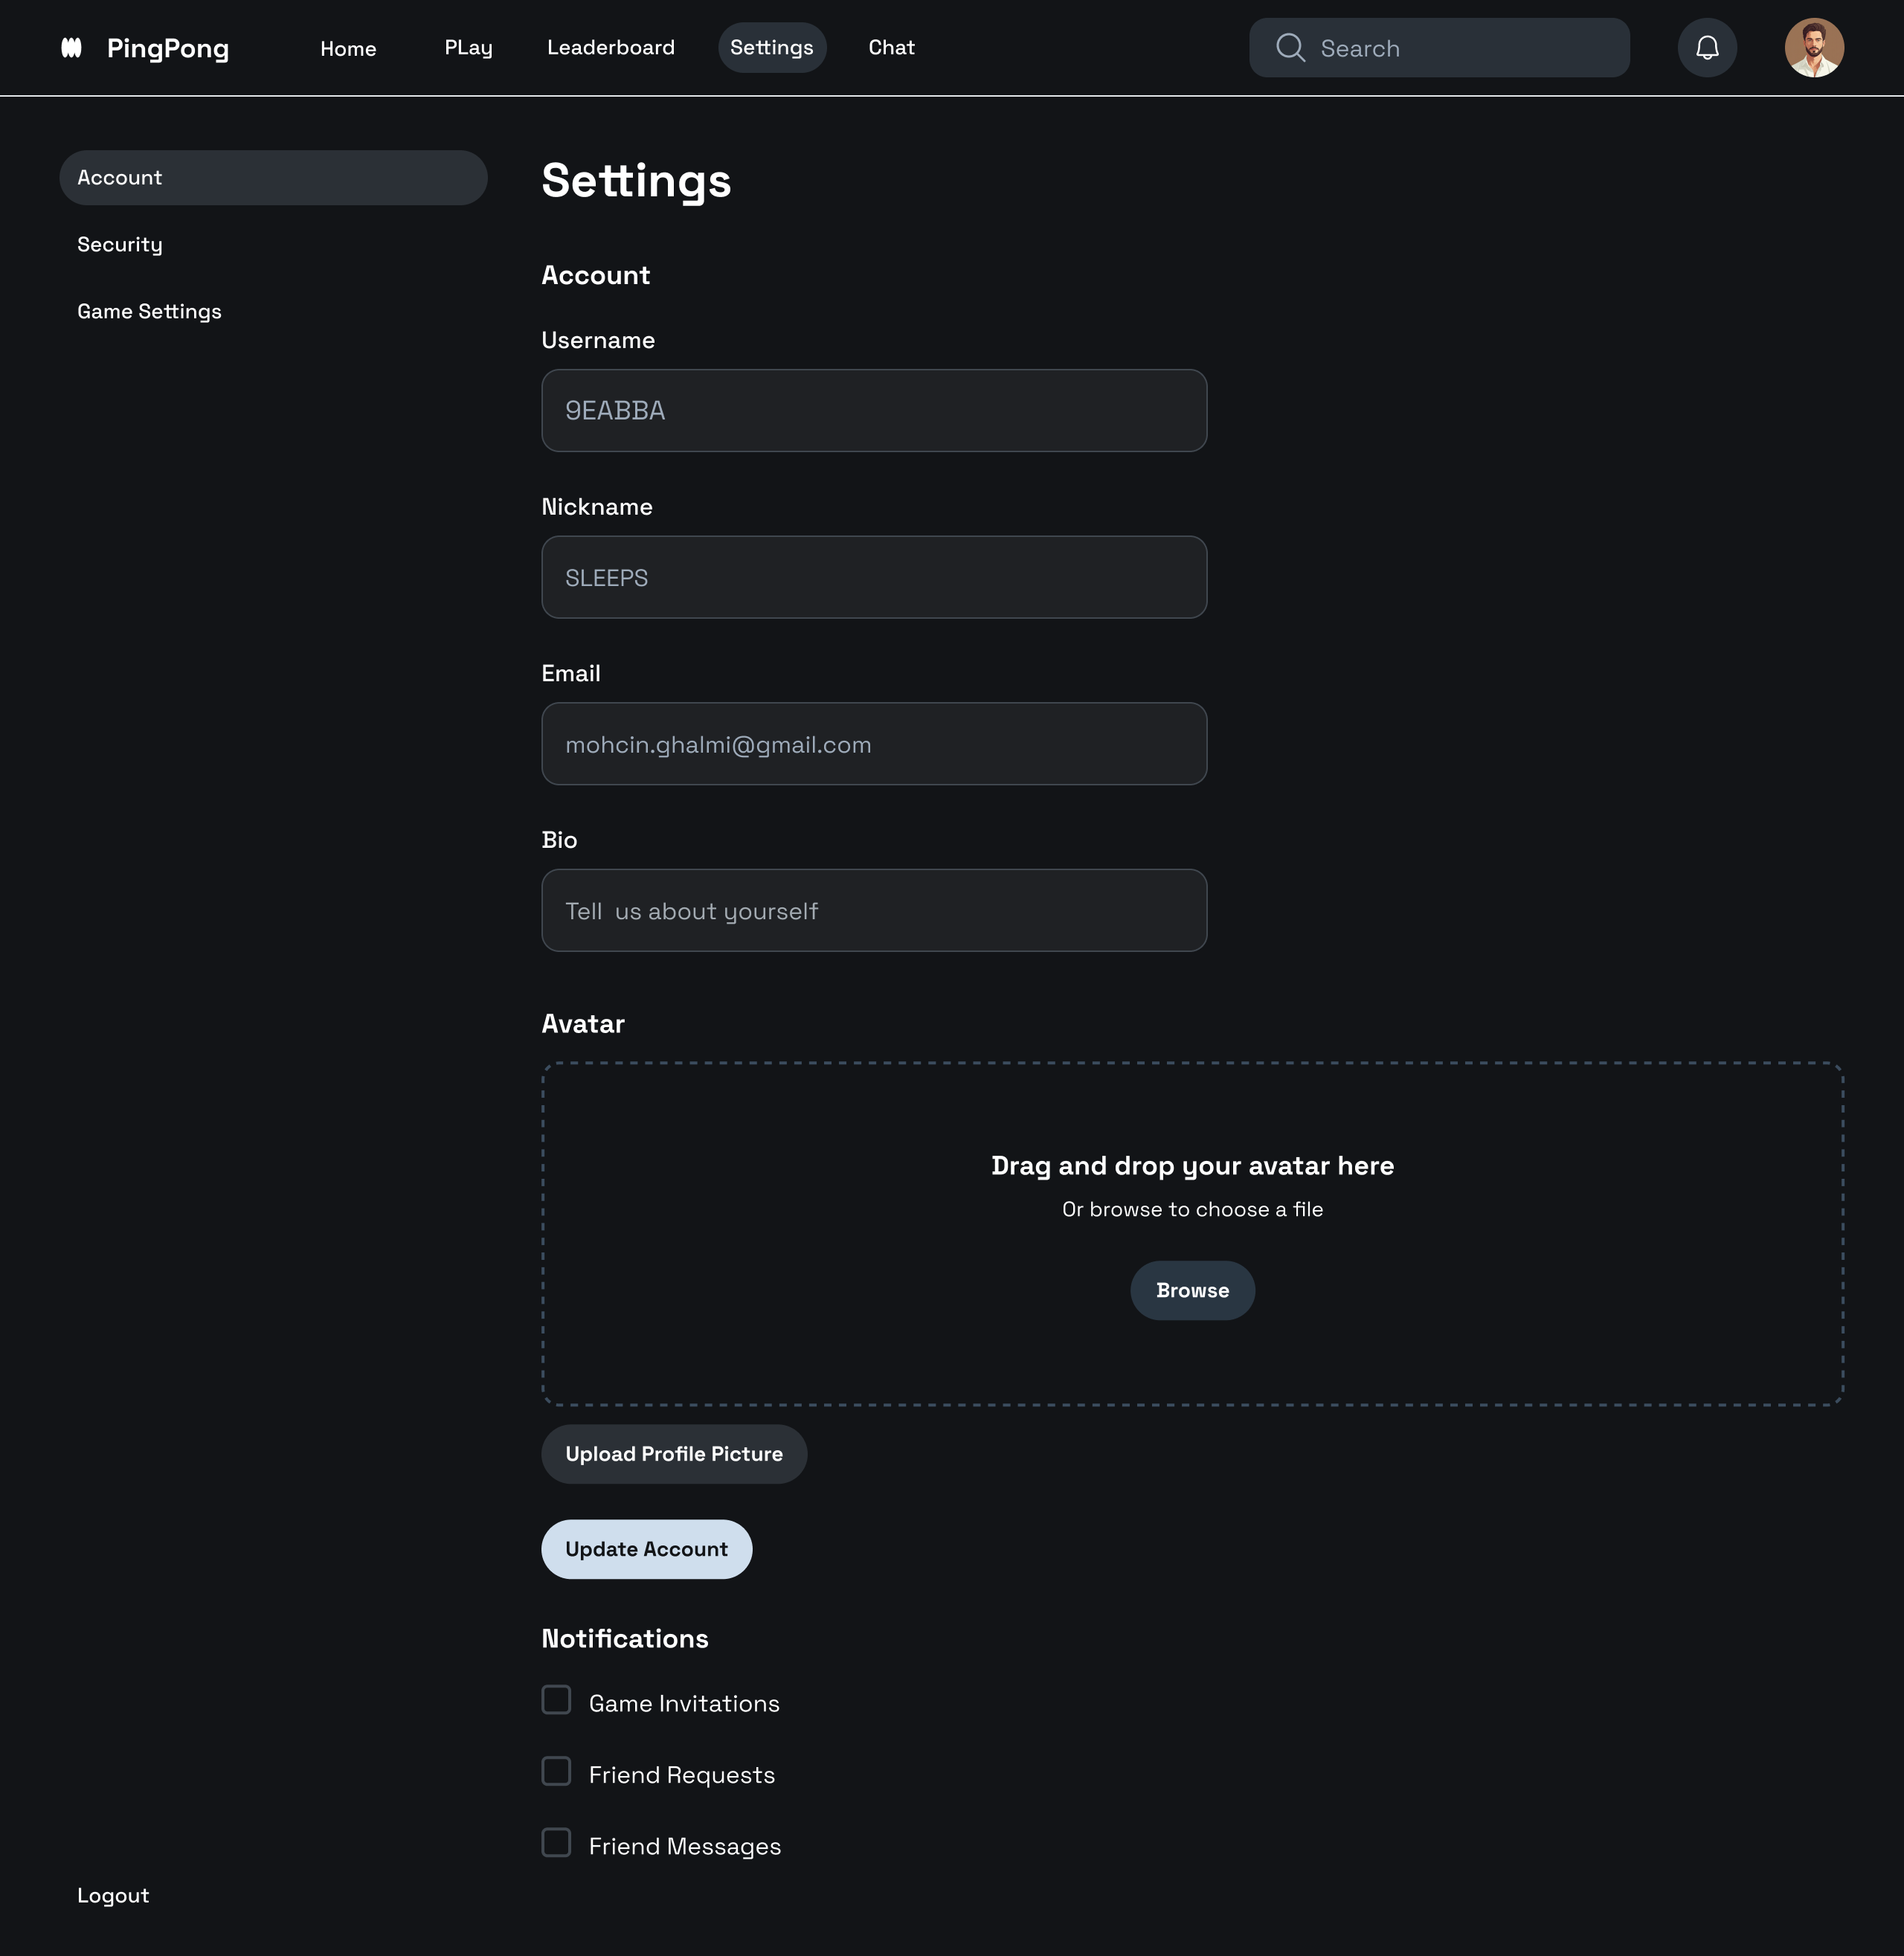 PingPong
Home
PLay
Leaderboard
Settings
Chat
Search
Account
Security
Game Settings
Settings
Account
Username
9EABBA
Nickname
SLEEPS
Email
mohcin.ghalmi@gmail.com
Bio
Tell  us about yourself
Avatar
Drag and drop your avatar here
Or browse to choose a file
Browse
Upload Profile Picture
Update Account
Notifications
Game Invitations
Friend Requests
Friend Messages
Logout